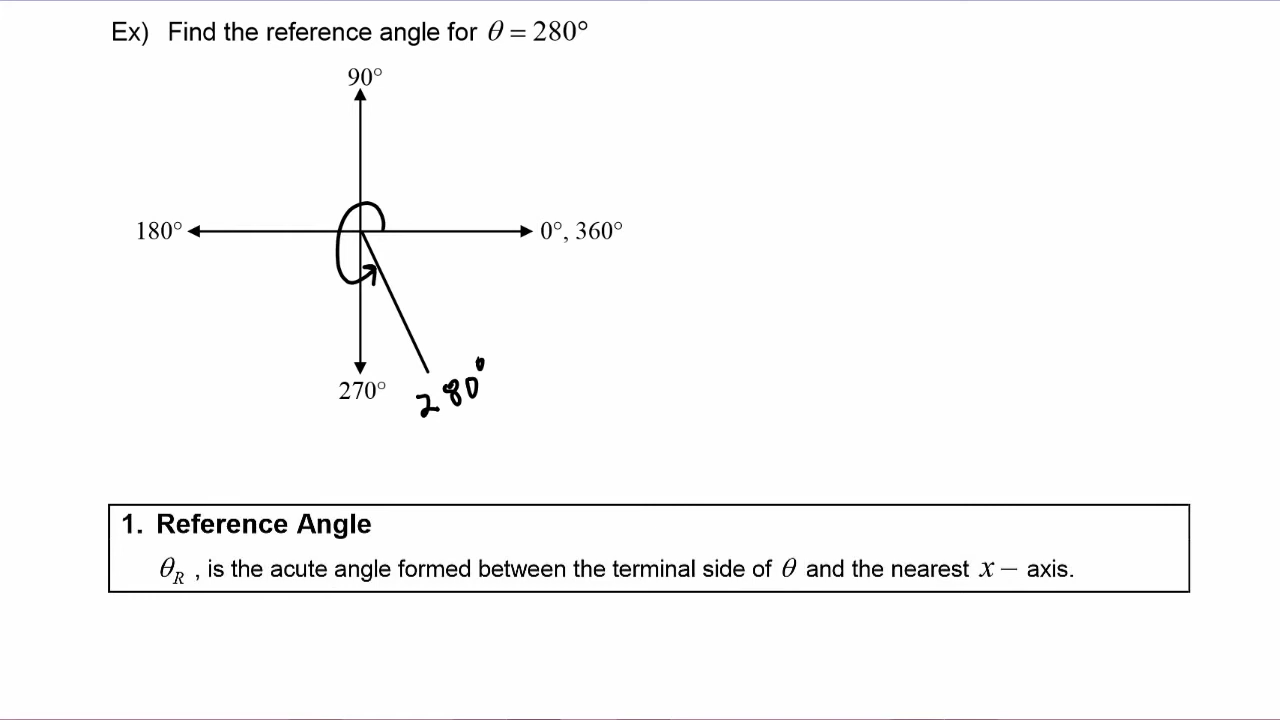 Ex) Find the reference angle for θ = 280°
90°
180°
0°, 360°
270°
280°
1. Reference Angle
θ_R , is the acute angle formed between the terminal side of θ and the nearest x – axis.